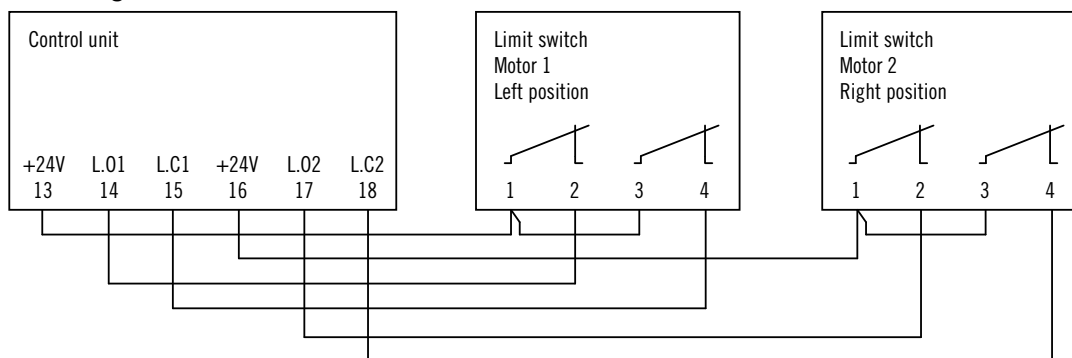 Control unit
+24V L.O1 L.C1 +24V L.O2 L.C2
13 14 15 16 17 18
Limit switch
Motor 1
Left position
1 2 3 4
Limit switch
Motor 2
Right position
1 2 3 4